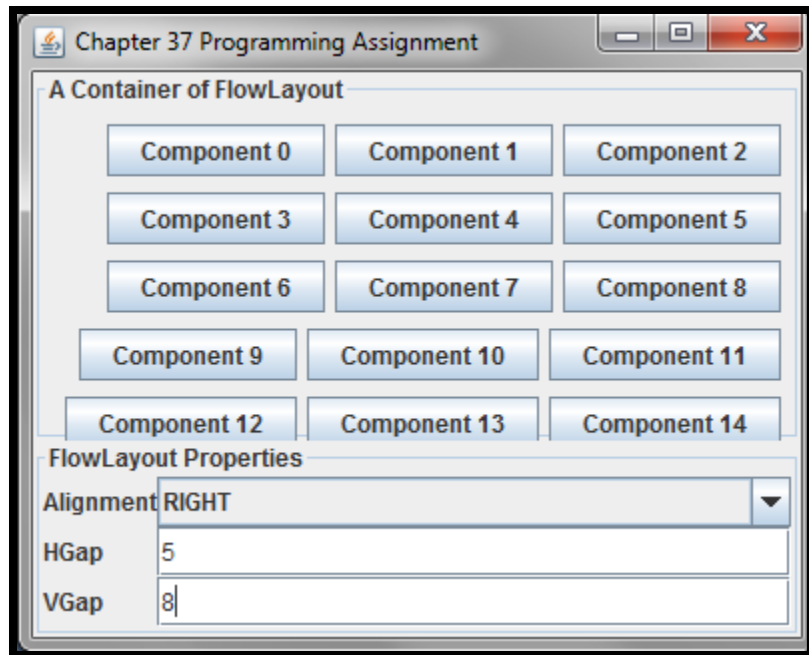 Chapter 37 Programming Assignment
A Container of FlowLayout
Component 0 Component 1 Component 2
Component 3 Component 4 Component 5
Component 6 Component 7 Component 8
Component 9 Component 10 Component 11
Component 12 Component 13 Component 14
FlowLayout Properties
Alignment RIGHT
HGap 5
VGap 8